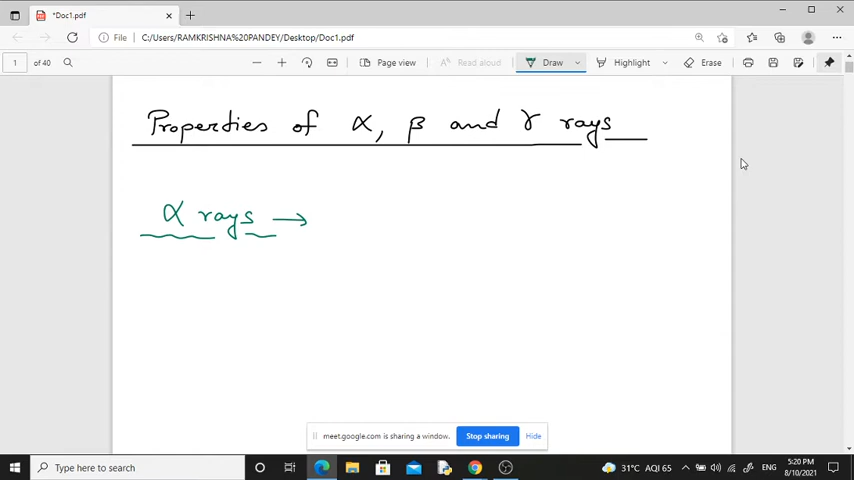 *Doc1.pdf
File C:/Users/RAMKRISHNA%20PANDEY/Desktop/Doc1.pdf
1 of 40 Page view Read aloud Draw Highlight Erase
Properties of α, β and γ rays
α rays →
meet.google.com is sharing a window. Stop sharing Hide
Type here to search 31°C AQI 65 ENG 5:20 PM
8/10/2021